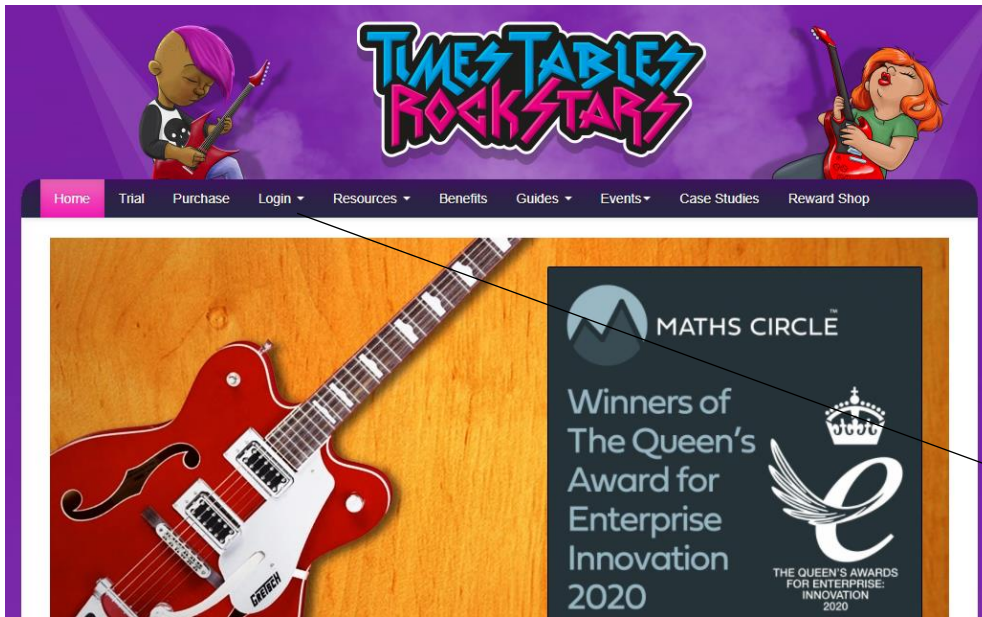 TIMES TABLES
ROCK STARS
Home Trial Purchase Login Resources Benefits Guides Events Case Studies Reward Shop
MATHS CIRCLE™
Winners of
The Queen's
Award for
Enterprise
Innovation
2020
THE QUEEN'S AWARDS
FOR ENTERPRISE:
INNOVATION
2020
GRETSCH